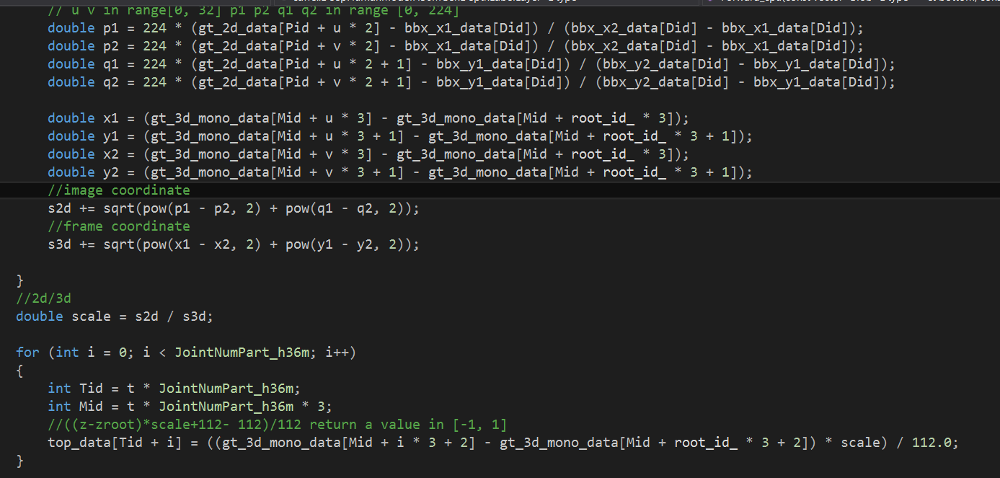 // u v in range[0, 32] p1 p2 q1 q2 in range [0, 224]
double p1 = 224 * (gt_2d_data[Pid + u * 2] - bbx_x1_data[Did]) / (bbx_x2_data[Did] - bbx_x1_data[Did]);
double p2 = 224 * (gt_2d_data[Pid + v * 2] - bbx_x1_data[Did]) / (bbx_x2_data[Did] - bbx_x1_data[Did]);
double q1 = 224 * (gt_2d_data[Pid + u * 2 + 1] - bbx_y1_data[Did]) / (bbx_y2_data[Did] - bbx_y1_data[Did]);
double q2 = 224 * (gt_2d_data[Pid + v * 2 + 1] - bbx_y1_data[Did]) / (bbx_y2_data[Did] - bbx_y1_data[Did]);
double x1 = (gt_3d_mono_data[Mid + u * 3] - gt_3d_mono_data[Mid + root_id_ * 3]);
double y1 = (gt_3d_mono_data[Mid + u * 3 + 1] - gt_3d_mono_data[Mid + root_id_ * 3 + 1]);
double x2 = (gt_3d_mono_data[Mid + v * 3] - gt_3d_mono_data[Mid + root_id_ * 3]);
double y2 = (gt_3d_mono_data[Mid + v * 3 + 1] - gt_3d_mono_data[Mid + root_id_ * 3 + 1]);
//image coordinate
s2d += sqrt(pow(p1 - p2, 2) + pow(q1 - q2, 2));
//frame coordinate
s3d += sqrt(pow(x1 - x2, 2) + pow(y1 - y2, 2));
}
//2d/3d
double scale = s2d / s3d;
for (int i = 0; i < JointNumPart_h36m; i++)
{
int Tid = t * JointNumPart_h36m;
int Mid = t * JointNumPart_h36m * 3;
//((z-zroot)*scale+112- 112)/112 return a value in [-1, 1]
top_data[Tid + i] = ((gt_3d_mono_data[Mid + i * 3 + 2] - gt_3d_mono_data[Mid + root_id_ * 3 + 2]) * scale) / 112.0;
}